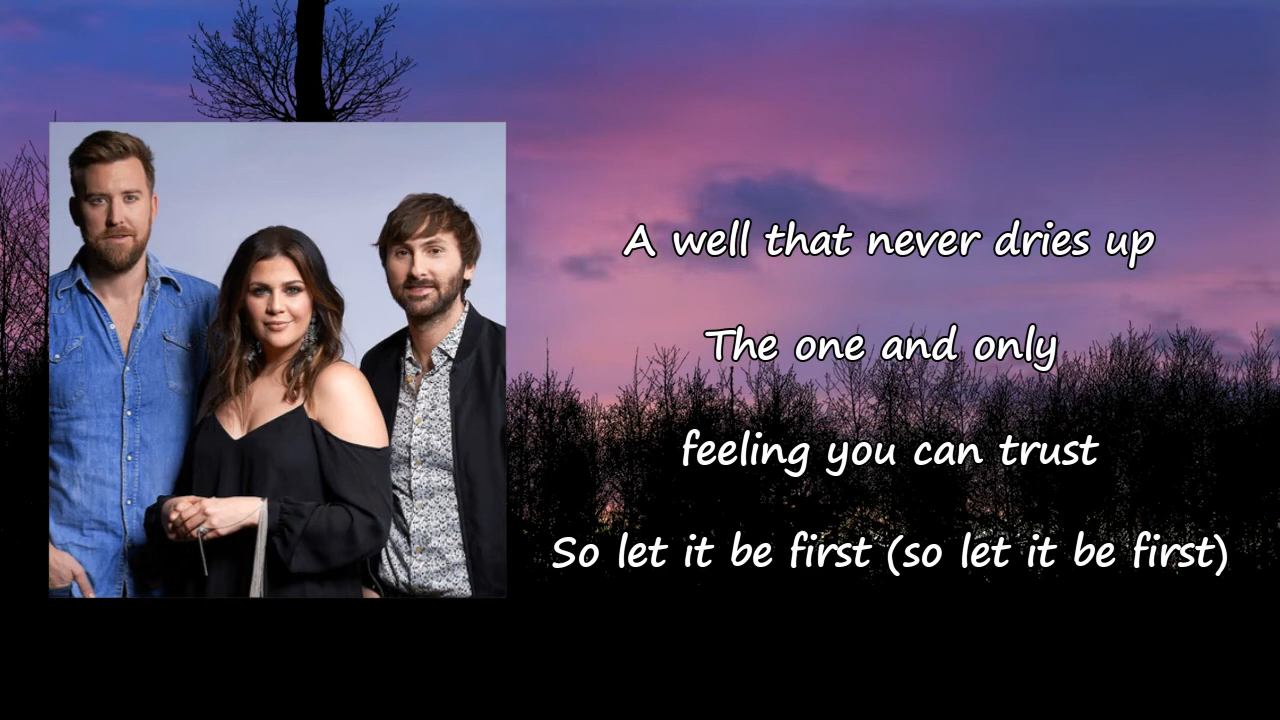 A well that never dries up
The one and only
feeling you can trust
So let it be first (so let it be first)